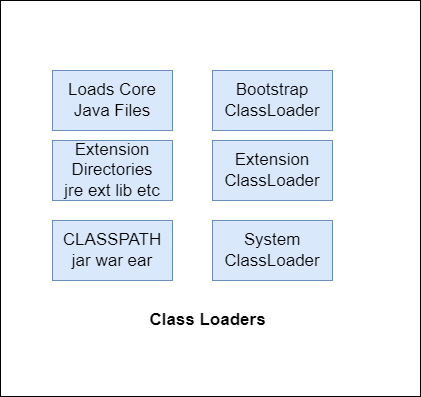 Loads Core
Java Files
Bootstrap
ClassLoader
Extension
Directories
jre ext lib etc
Extension
ClassLoader
CLASSPATH
jar war ear
System
ClassLoader
Class Loaders